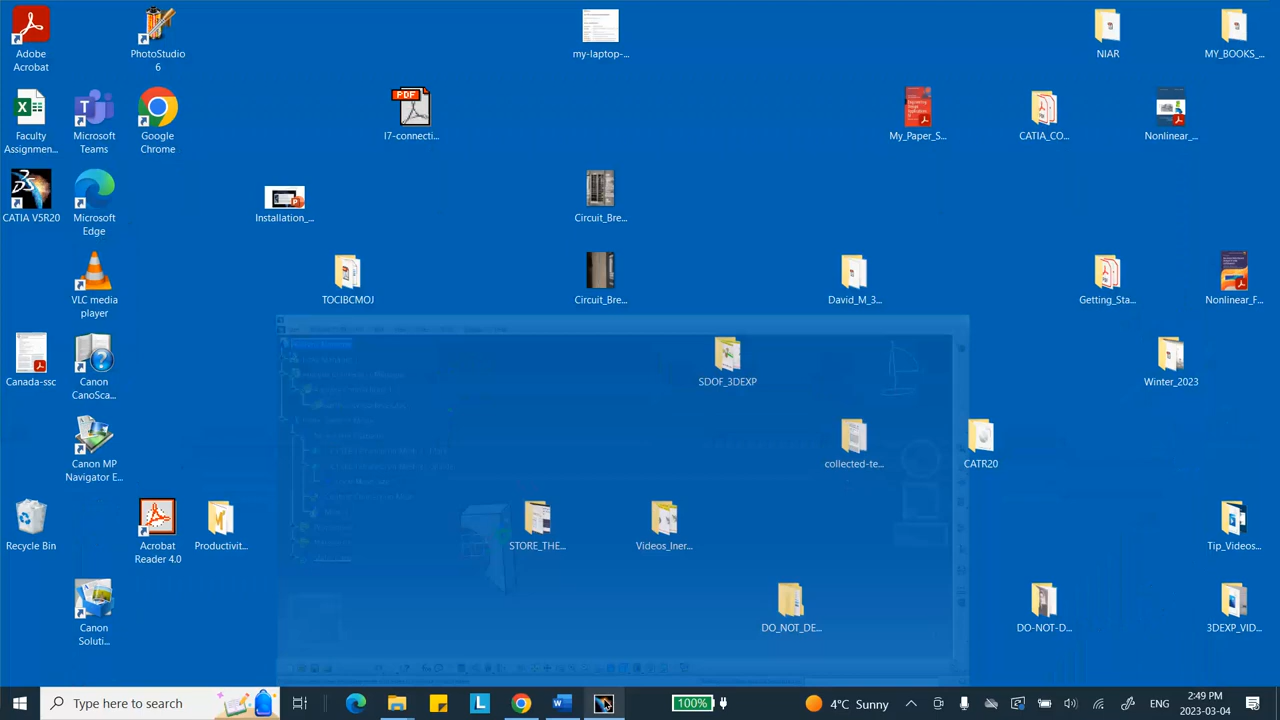 Adobe
Acrobat
PhotoStudio
6
my-laptop-...
NIAR
MY_BOOKS_...
Faculty
Assignmen...
Microsoft
Teams
Google
Chrome
PDF
I7-connecti...
My_Paper_S...
CATIA_CO...
Nonlinear_...
CATIA V5R20
Microsoft
Edge
Installation_...
Circuit_Bre...
VLC media
player
TOCIBCMOJ
Circuit_Bre...
David_M_3...
Getting_Sta...
Nonlinear_F...
Canada-ssc
Canon
CanoSca...
SDOF_3DEXP
Winter_2023
Canon MP
Navigator E...
collected-te...
CATR20
Recycle Bin
Acrobat
Reader 4.0
Productivit...
STORE_THE...
Videos_Iner...
Tip_Videos...
Canon
Soluti...
DO_NOT_DE...
DO-NOT-D...
3DEXP_VID...
Type here to search
100%
4°C Sunny
ENG
2:49 PM
2023-03-04